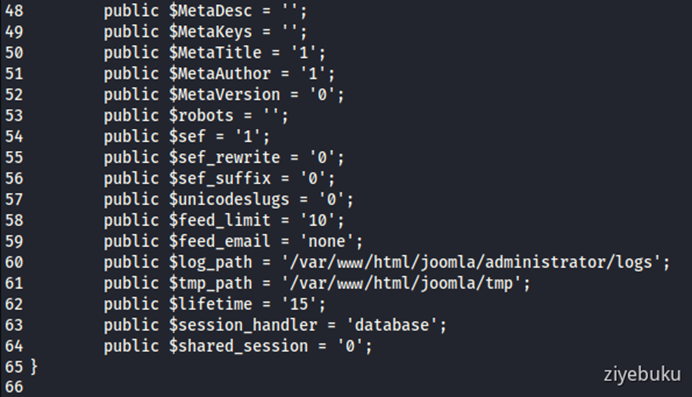 48 public $MetaDesc = '';
49 public $MetaKeys = '';
50 public $MetaTitle = '1';
51 public $MetaAuthor = '1';
52 public $MetaVersion = '0';
53 public $robots = '';
54 public $sef = '1';
55 public $sef_rewrite = '0';
56 public $sef_suffix = '0';
57 public $unicodeslugs = '0';
58 public $feed_limit = '10';
59 public $feed_email = 'none';
60 public $log_path = '/var/www/html/joomla/administrator/logs';
61 public $tmp_path = '/var/www/html/joomla/tmp';
62 public $lifetime = '15';
63 public $session_handler = 'database';
64 public $shared_session = '0';
65 }
66
ziyebuku